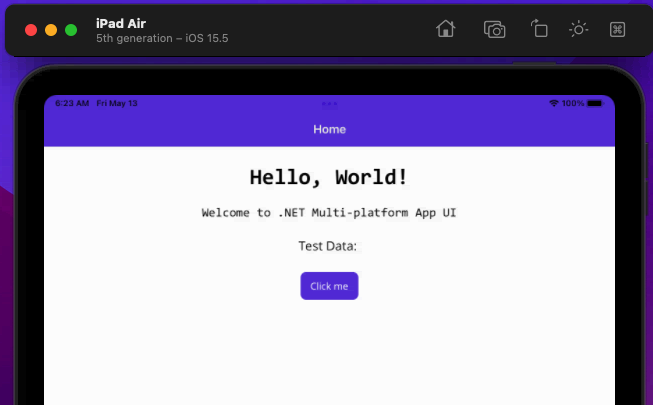 iPad Air
5th generation – iOS 15.5
6:23 AM Fri May 13
100%
Home
Hello, World!
Welcome to .NET Multi-platform App UI
Test Data:
Click me